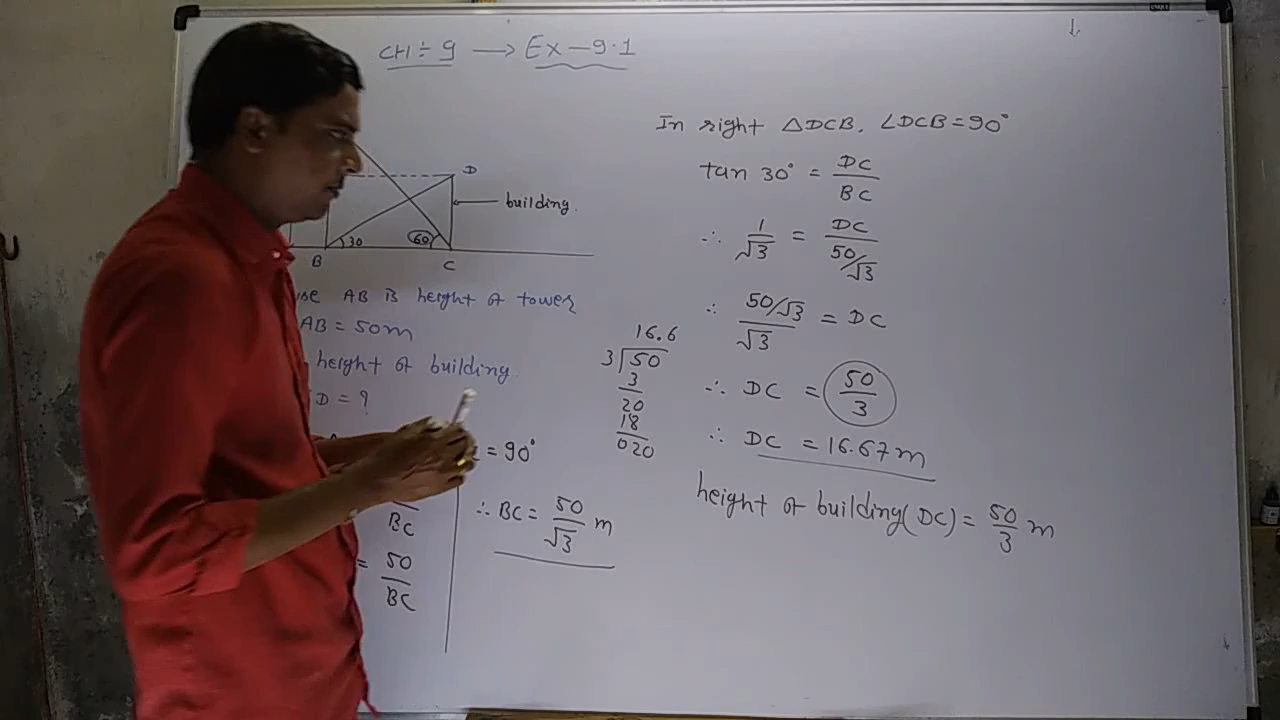 CH ÷ 9 → Ex – 9.1
D
building.
30
60
B
C
AB is height of tower
AB = 50m
height of building.
D = ?
= 90°
BC
= 50
BC
∴ BC = 50/√3 m
16.6
3√50
3
20
18
020
In right △DCB, ∠DCB = 90°
tan 30° = DC/BC
∴ 1/√3 = DC/50/√3
∴ 50/√3/√3 = DC
∴ DC = 50/3
∴ DC = 16.67 m
height of building (DC) = 50/3 m